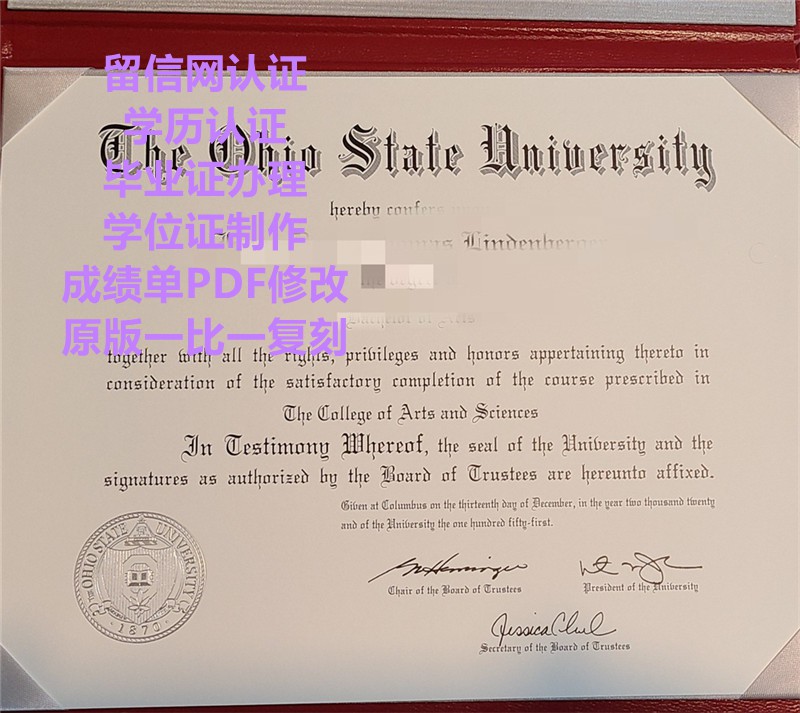 留信网认证
学历认证
The Ohio State University
毕业证办理
hereby confers
学位证制作
Lindenberger
成绩单PDF修改
Bachelor of Arts
原版一比一复刻
together with all the rights, privileges and honors appertaining thereto in
consideration of the satisfactory completion of the course prescribed in
The College of Arts and Sciences
In Testimony Whereof, the seal of the University and the
signatures as authorized by the Board of Trustees are hereunto affixed.
Given at Columbus on the thirteenth day of December, in the year two thousand twenty
and of the University the one hundred fifty-first.
THE OHIO STATE UNIVERSITY
1870
Chair of the Board of Trustees
President of the University
Secretary of the Board of Trustees